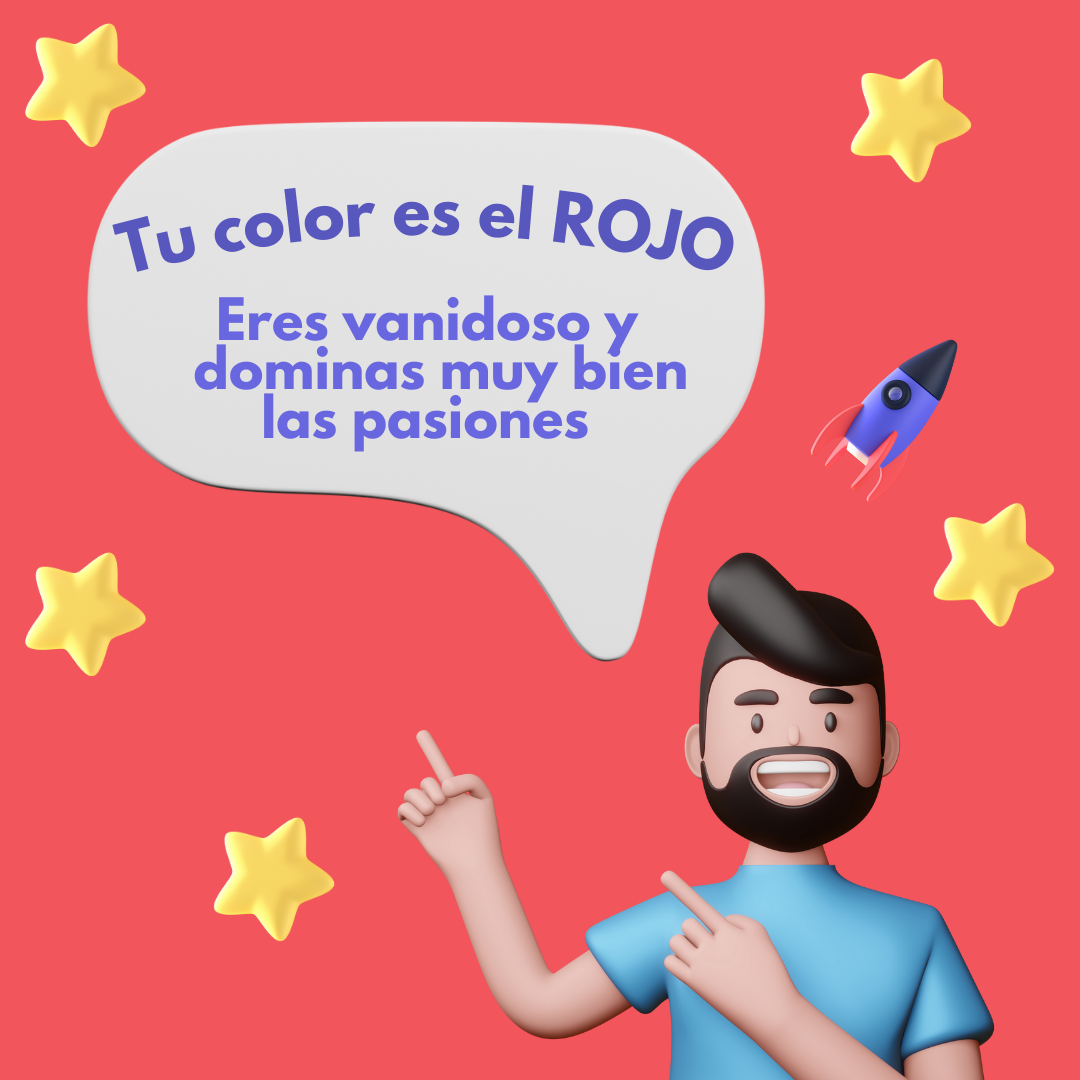 Tu color es el ROJO
Eres vanidoso y
dominas muy bien
las pasiones